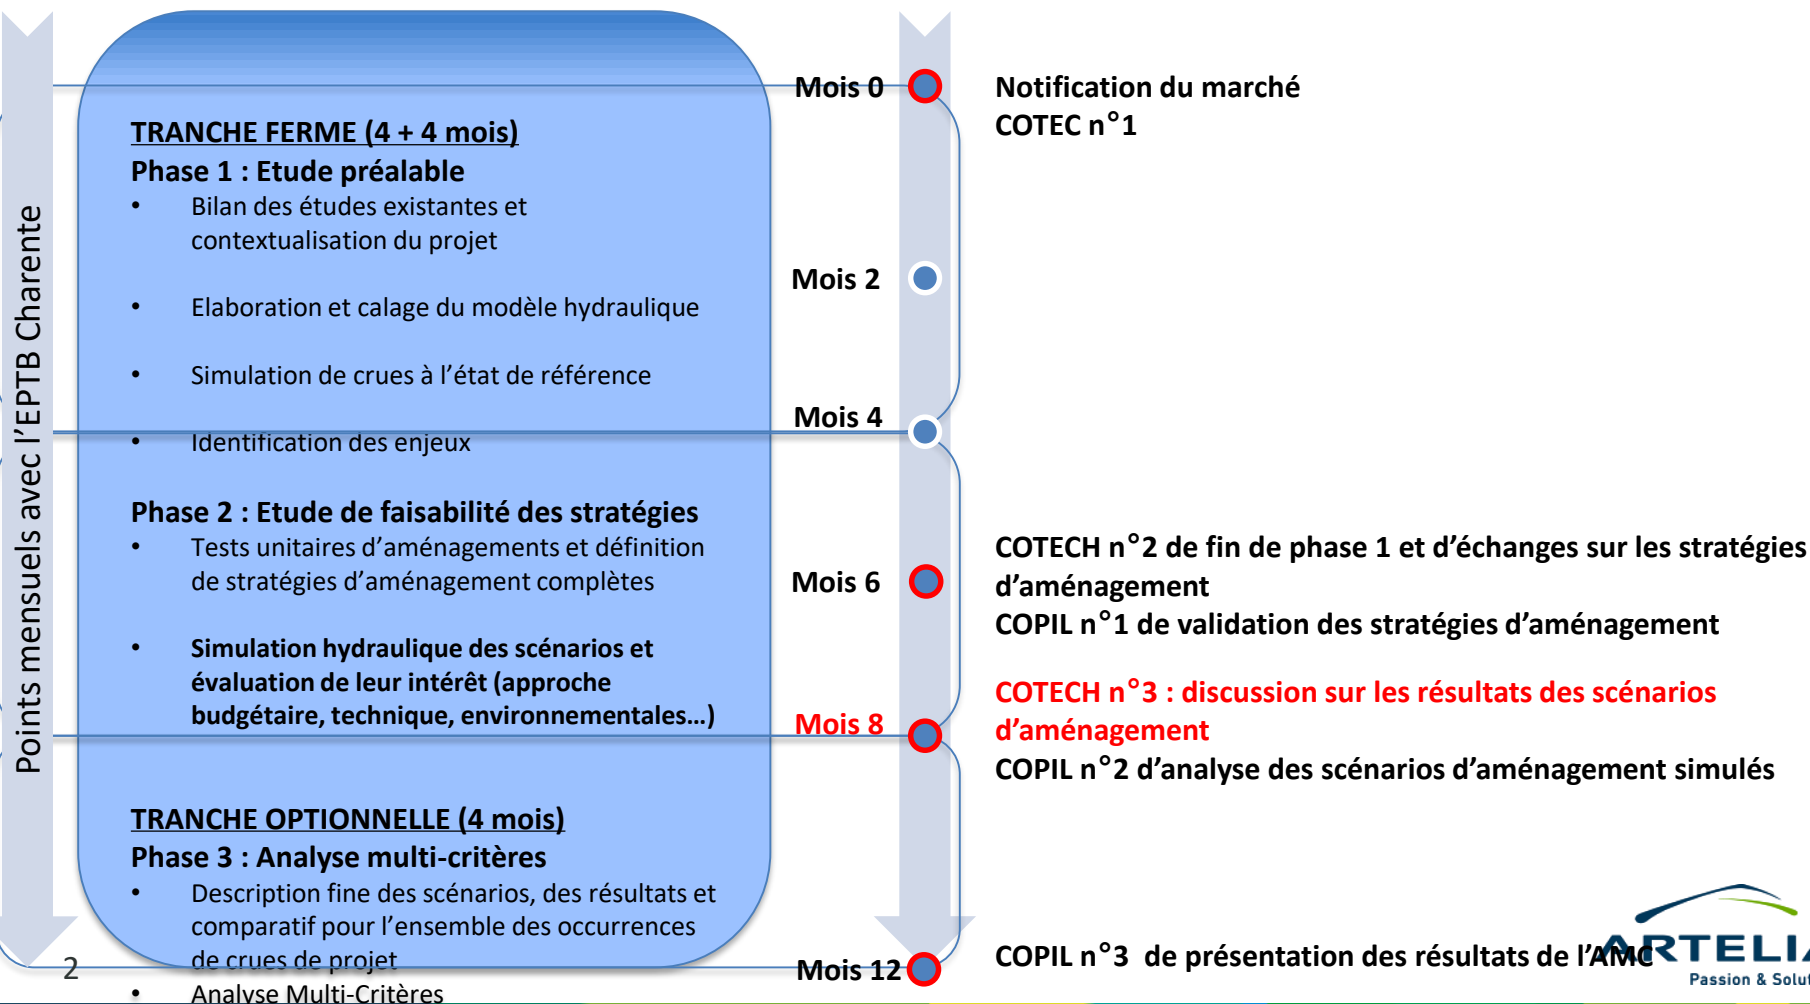 Points mensuels avec l’EPTB Charente
TRANCHE FERME (4 + 4 mois)
Phase 1 : Etude préalable
• Bilan des études existantes et
contextualisation du projet
• Elaboration et calage du modèle hydraulique
• Simulation de crues à l’état de référence
• Identification des enjeux
Phase 2 : Etude de faisabilité des stratégies
• Tests unitaires d’aménagements et définition
de stratégies d’aménagement complètes
• Simulation hydraulique des scénarios et
évaluation de leur intérêt (approche
budgétaire, technique, environnementales…)
TRANCHE OPTIONNELLE (4 mois)
Phase 3 : Analyse multi-critères
• Description fine des scénarios, des résultats et
comparatif pour l’ensemble des occurrences
de crues de projet
• Analyse Multi-Critères
Mois 0
Notification du marché
COTEC n°1
Mois 2
Mois 4
Mois 6
COTECH n°2 de fin de phase 1 et d’échanges sur les stratégies
d’aménagement
COPIL n°1 de validation des stratégies d’aménagement
Mois 8
COTECH n°3 : discussion sur les résultats des scénarios
d’aménagement
COPIL n°2 d’analyse des scénarios d’aménagement simulés
Mois 12
COPIL n°3 de présentation des résultats de l’AMC
ARTELIA
Passion & Solut
2